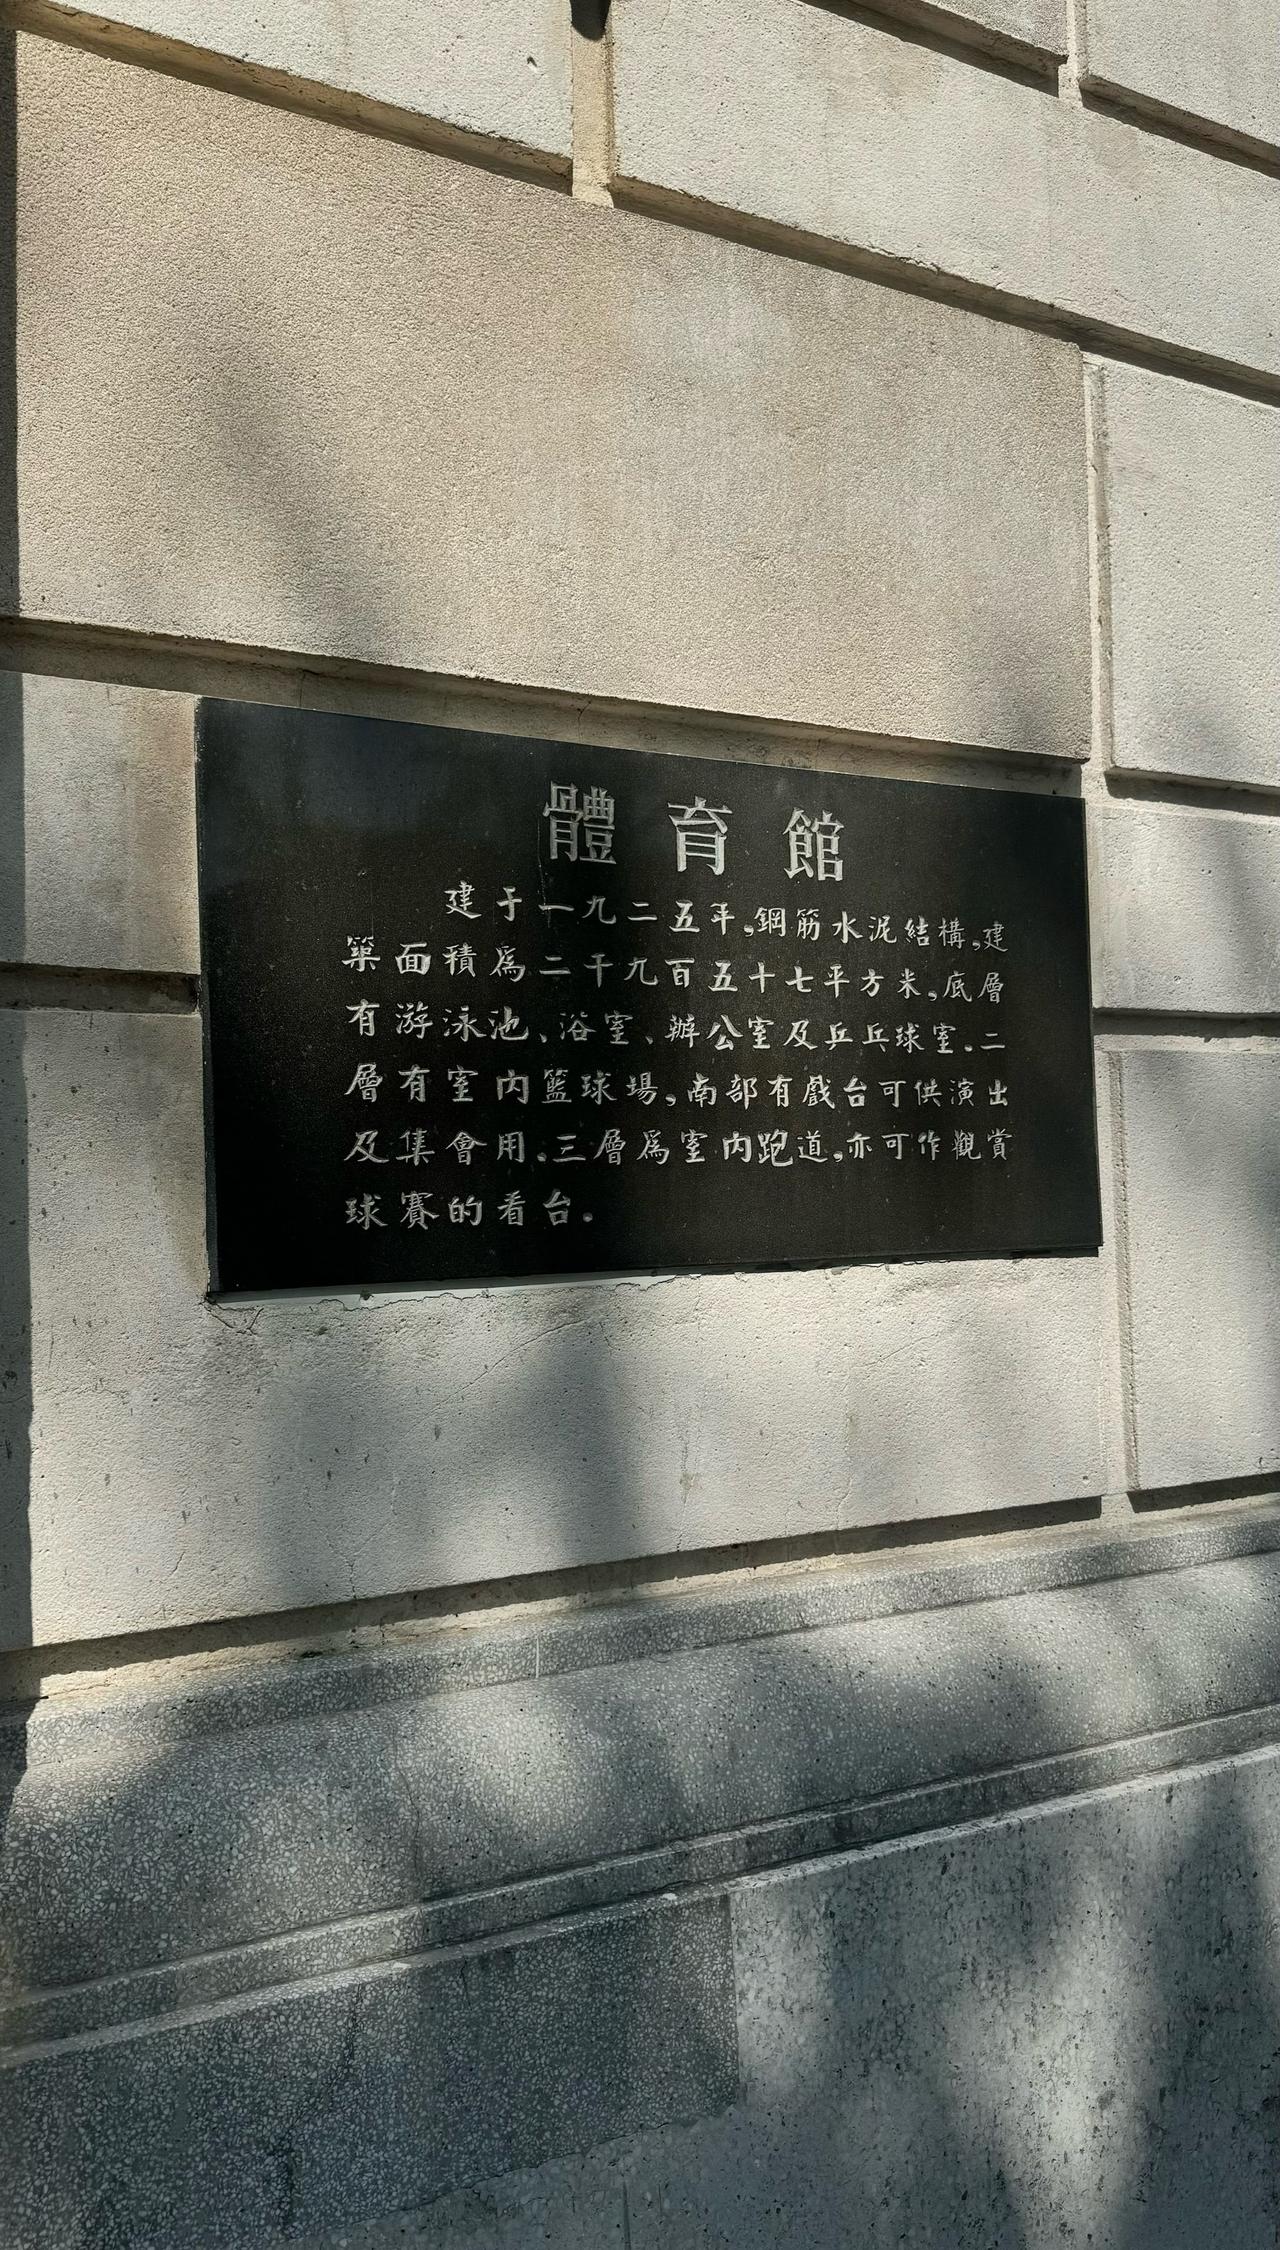 體育館
建于一九二五年,鋼筋水泥結構,建
築面積爲二千九百五十七平方米,底層
有游泳池、浴室、辦公室及乒乓球室.二
層有室内籃球場,南部有戲台可供演出
及集會用.三層爲室内跑道,亦可作觀賞
球賽的看台.